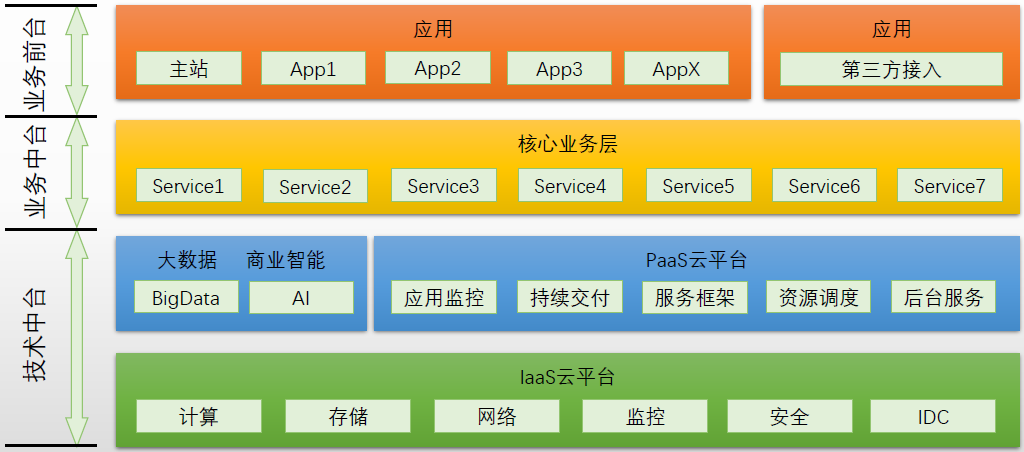 业务前台
应用
主站
App1
App2
App3
AppX
应用
第三方接入
业务中台
核心业务层
Service1
Service2
Service3
Service4
Service5
Service6
Service7
技术中台
大数据 商业智能
BigData
AI
PaaS云平台
应用监控
持续交付
服务框架
资源调度
后台服务
IaaS云平台
计算
存储
网络
监控
安全
IDC